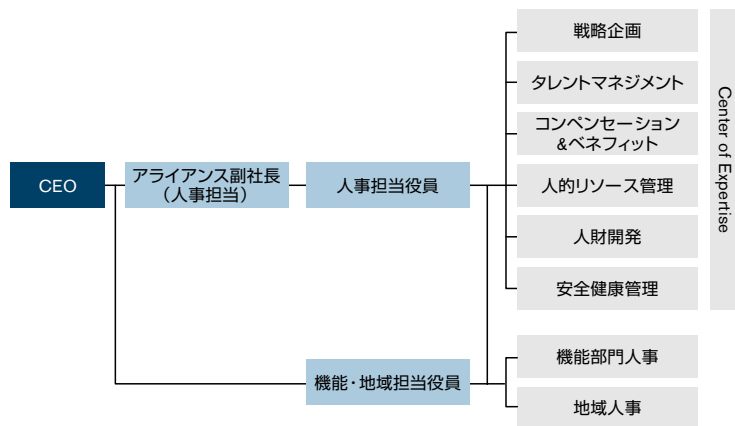 CEO
アライアンス副社長
（人事担当）
人事担当役員
機能・地域担当役員
戦略企画
タレントマネジメント
コンペンセーション
&ベネフィット
人的リソース管理
人財開発
安全健康管理
Center of Expertise
機能部門人事
地域人事